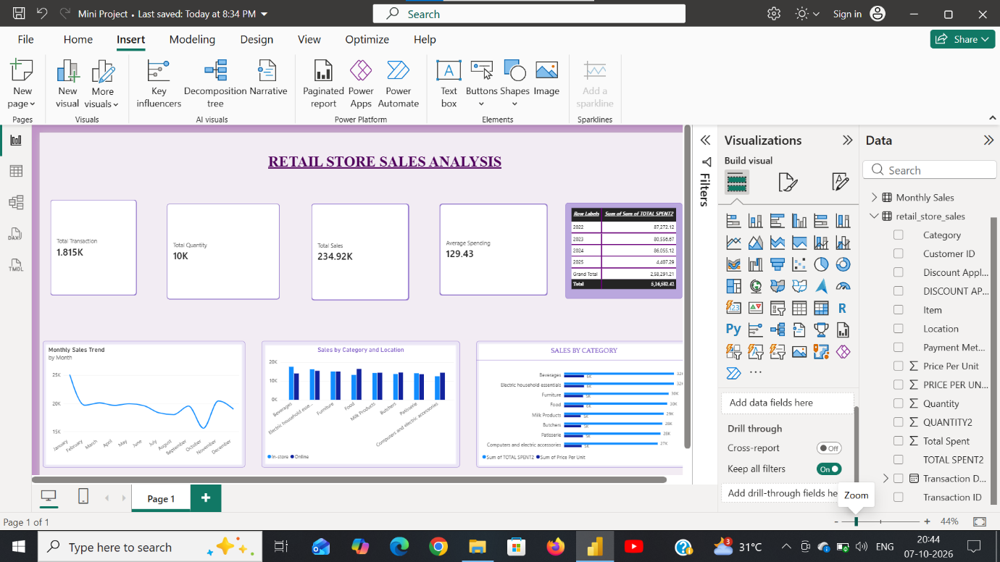 Mini Project • Last saved: Today at 8:34 PM
Search
Sign in
File Home Insert Modeling Design View Optimize Help
Share
New page
New visual
More visuals
Key influencers
Decomposition tree
Narrative
Paginated report
Power Apps
Power Automate
Text box
Buttons
Shapes
Image
Add a sparkline
Pages
Visuals
AI visuals
Power Platform
Elements
Sparklines
DAX
TMDL
RETAIL STORE SALES ANALYSIS
Total Transaction
1.815K
Total Quantity
10K
Total Sales
234.92K
Average Spending
129.43
Row Labels Sum of Sum of TOTAL SPENT2
2022 87,272.12
2023 80,556.67
2024 86,055.12
2025 4,407.29
Grand Total 2,58,291.21
Total 5,16,582.42
Monthly Sales Trend
by Month
25K
20K
15K
January
February
March
April
May
June
July
August
September
October
November
December
Sales by Category and Location
20K
10K
0K
Beverages
Electric household esse...
Furniture
Food
Milk Products
Butchers
Patisserie
Computers and electric accessories
In-store Online
SALES BY CATEGORY
Beverages 6K
Electric household essentials 6K
Furniture 5K 30K
Food 6K 30K
Milk Products 5K 29K
Butchers 5K 28K
Patisserie 5K 28K
Computers and electric accessories 5K 27K
Sum of TOTAL SPENT2 Sum of Price Per Unit
Filters
Visualizations
Build visual
123
R
Py
Add data fields here
Drill through
Cross-report
Off
Keep all filters
On
Add drill-through fields he
Zoom
Data
Search
Monthly Sales
retail_store_sales
Category
Customer ID
Discount Appl...
DISCOUNT AP...
Item
Location
Payment Met...
Price Per Unit
PRICE PER UN...
Quantity
QUANTITY2
Total Spent
TOTAL SPENT2
Transaction D...
Transaction ID
Page 1
Page 1 of 1
- + 44%
Type here to search
3
31°C
ENG
20:44
07-10-2026